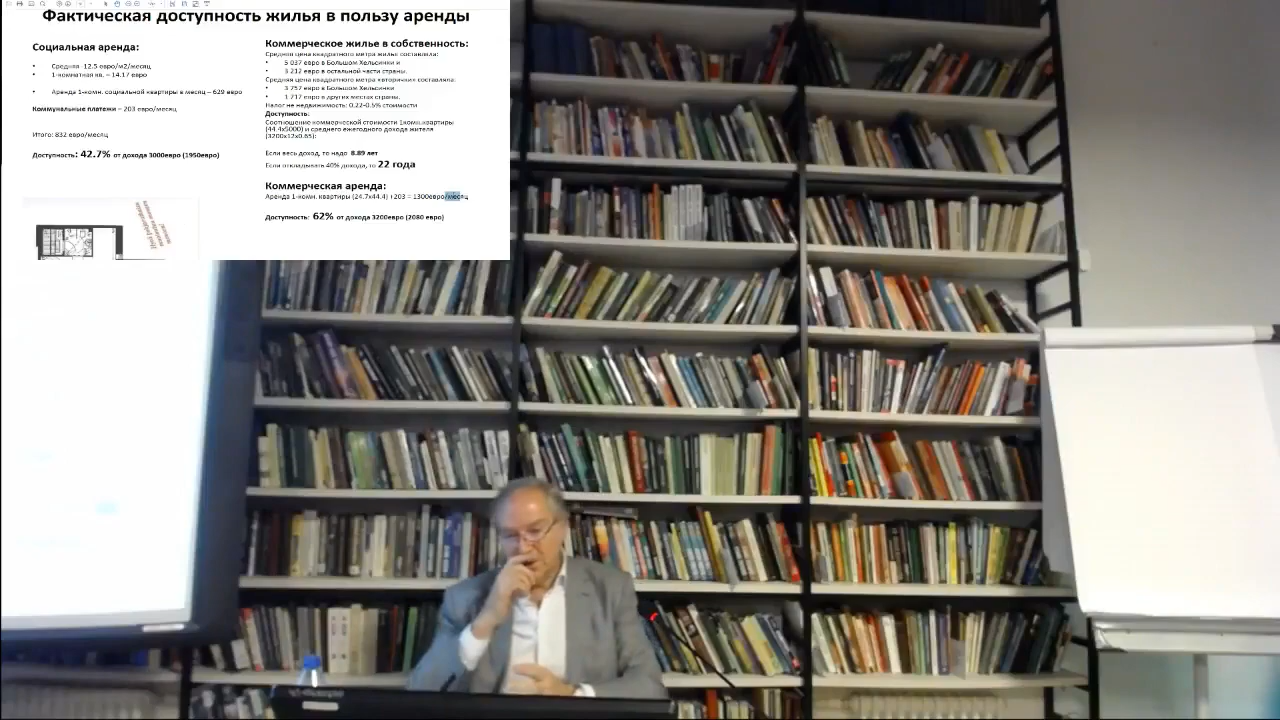 Фактическая доступность жилья в пользу аренды
Социальная аренда:
• Средняя -12.5 евро/м2/месяц
• 1-комнатная кв. – 14.17 евро
• Аренда 1-комн. социальной квартиры в месяц – 629 евро
Коммунальные платежи – 203 евро/месяц
Итого: 832 евро/месяц
Доступность: 42.7% от дохода 3000евро (1950евро)
Коммерческое жилье в собственность:
Средняя цена квадратного метра жилья составляла:
• 5 037 евро в Большом Хельсинки и
• 3 212 евро в остальной части страны.
Средняя цена квадратного метра «вторички» составляла:
• 3 757 евро в Большом Хельсинки
• 1 717 евро в других местах страны.
Налог не недвижимость: 0.22-0.5% стоимости
Доступность:
Соотношение коммерческой стоимости 1комн.квартиры
(44.4х5000) и среднего ежегодного дохода жителя
(3200х12х0.65):
Если весь доход, то надо 8.89 лет
Если откладывать 40% дохода, то 22 года
Коммерческая аренда:
Аренда 1-комн. квартиры (24.7х44.4) +203 = 1300евро/месяц
Доступность: 62% от дохода 3200евро (2080 евро)